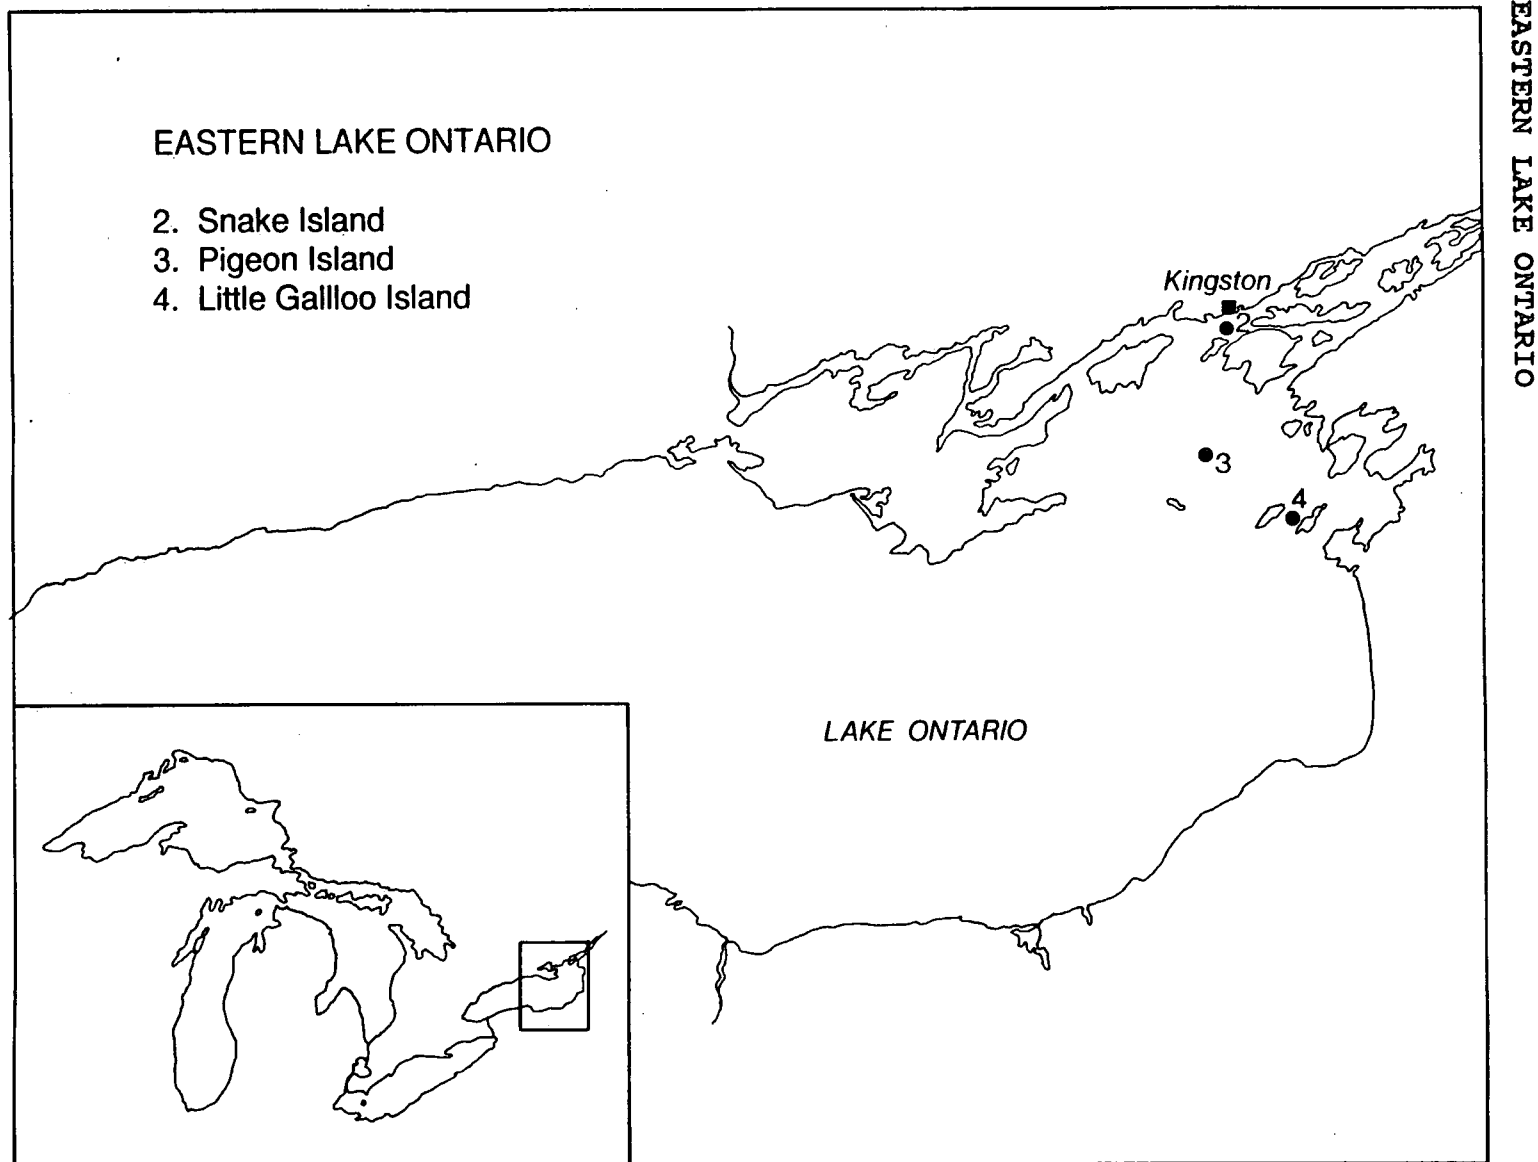 EASTERN LAKE ONTARIO
EASTERN LAKE ONTARIO
2. Snake Island
3. Pigeon Island
4. Little Gallloo Island
Kingston
2
3
4
LAKE ONTARIO